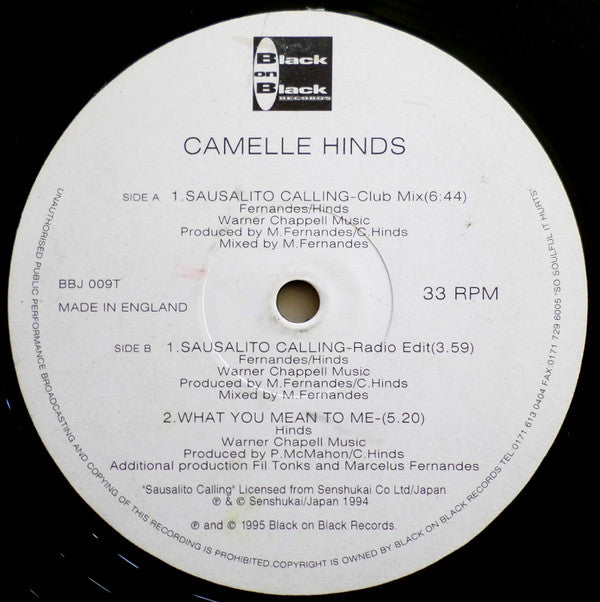 Black
on
Black
RECORDS
CAMELLE HINDS
SIDE A 1.SAUSALITO CALLING-Club Mix(6:44)
Fernandes/Hinds
Warner Chappell Music
Produced by M.Fernandes/C.Hinds
Mixed by M.Fernandes
BBJ 009T
MADE IN ENGLAND
33 RPM
SIDE B 1.SAUSALITO CALLING-Radio Edit(3.59)
Fernandes/Hinds
Warner Chappell Music
Produced by M.Fernandes/C.Hinds
Mixed by M.Fernandes
2.WHAT YOU MEAN TO ME-(5.20)
Hinds
Warner Chapell Music
Produced by P.McMahon/C.Hinds
Additional production Fil Tonks and Marcelus Fernandes
"Sausalito Calling" Licensed from Senshukai Co Ltd/Japan
℗ & © Senshukai/Japan 1994
℗ and © 1995 Black on Black Records.
UNAUTHORISED PUBLIC PERFORMANCE BROADCASTING AND COPYING OF THIS RECORDING IS PROHIBITED.COPYRIGHT IS OWNED BY BLACK ON BLACK RECORDS TEL:0171 613 0404 FAX:0171 729 6005 'SO SOULFUL IT HURTS'